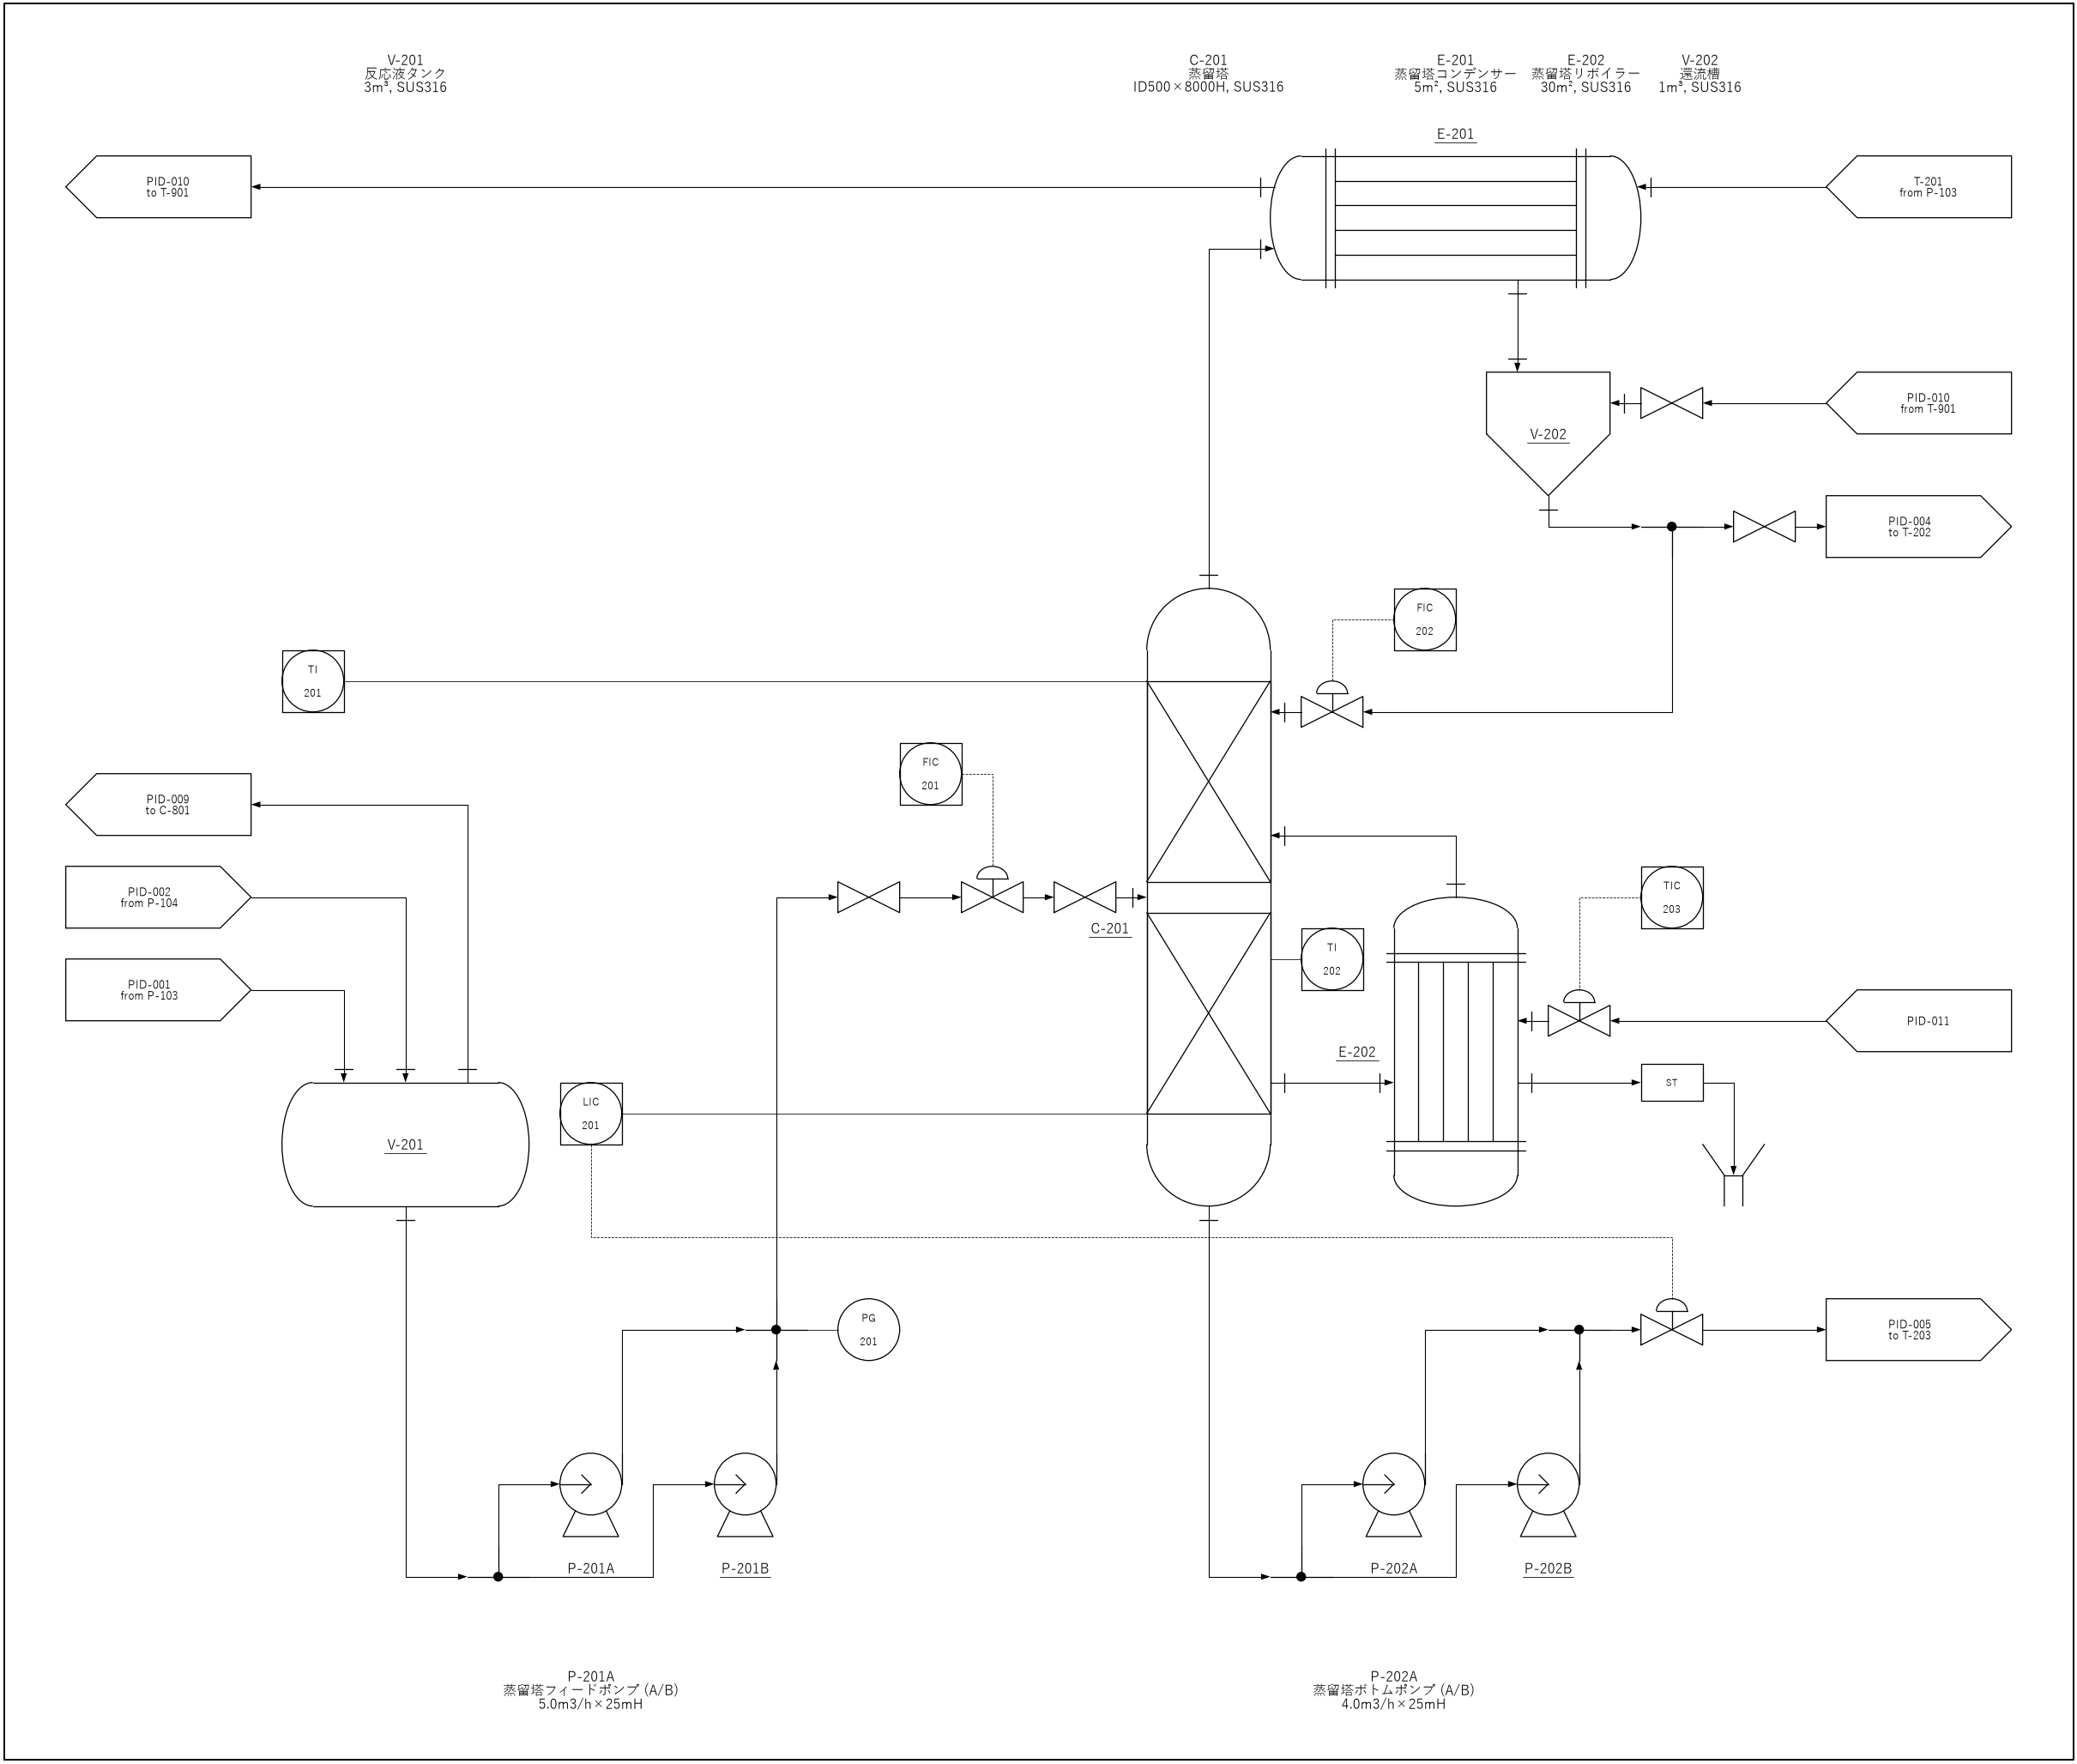 V-201
反応液タンク
3m³, SUS316
C-201
蒸留塔
ID500×8000H, SUS316
E-201
蒸留塔コンデンサー
5m², SUS316
E-202
蒸留塔リボイラー
30m², SUS316
V-202
還流槽
1m³, SUS316
E-201
PID-010
to T-901
T-201
from P-103
PID-010
from T-901
V-202
PID-004
to T-202
FIC
202
TI
201
FIC
201
PID-009
to C-801
PID-002
from P-104
TIC
203
C-201
TI
202
PID-001
from P-103
PID-011
E-202
ST
LIC
201
V-201
PG
201
PID-005
to T-203
P-201A
P-201B
P-202A
P-202B
P-201A
蒸留塔フィードポンプ (A/B)
5.0m3/h×25mH
P-202A
蒸留塔ボトムポンプ (A/B)
4.0m3/h×25mH